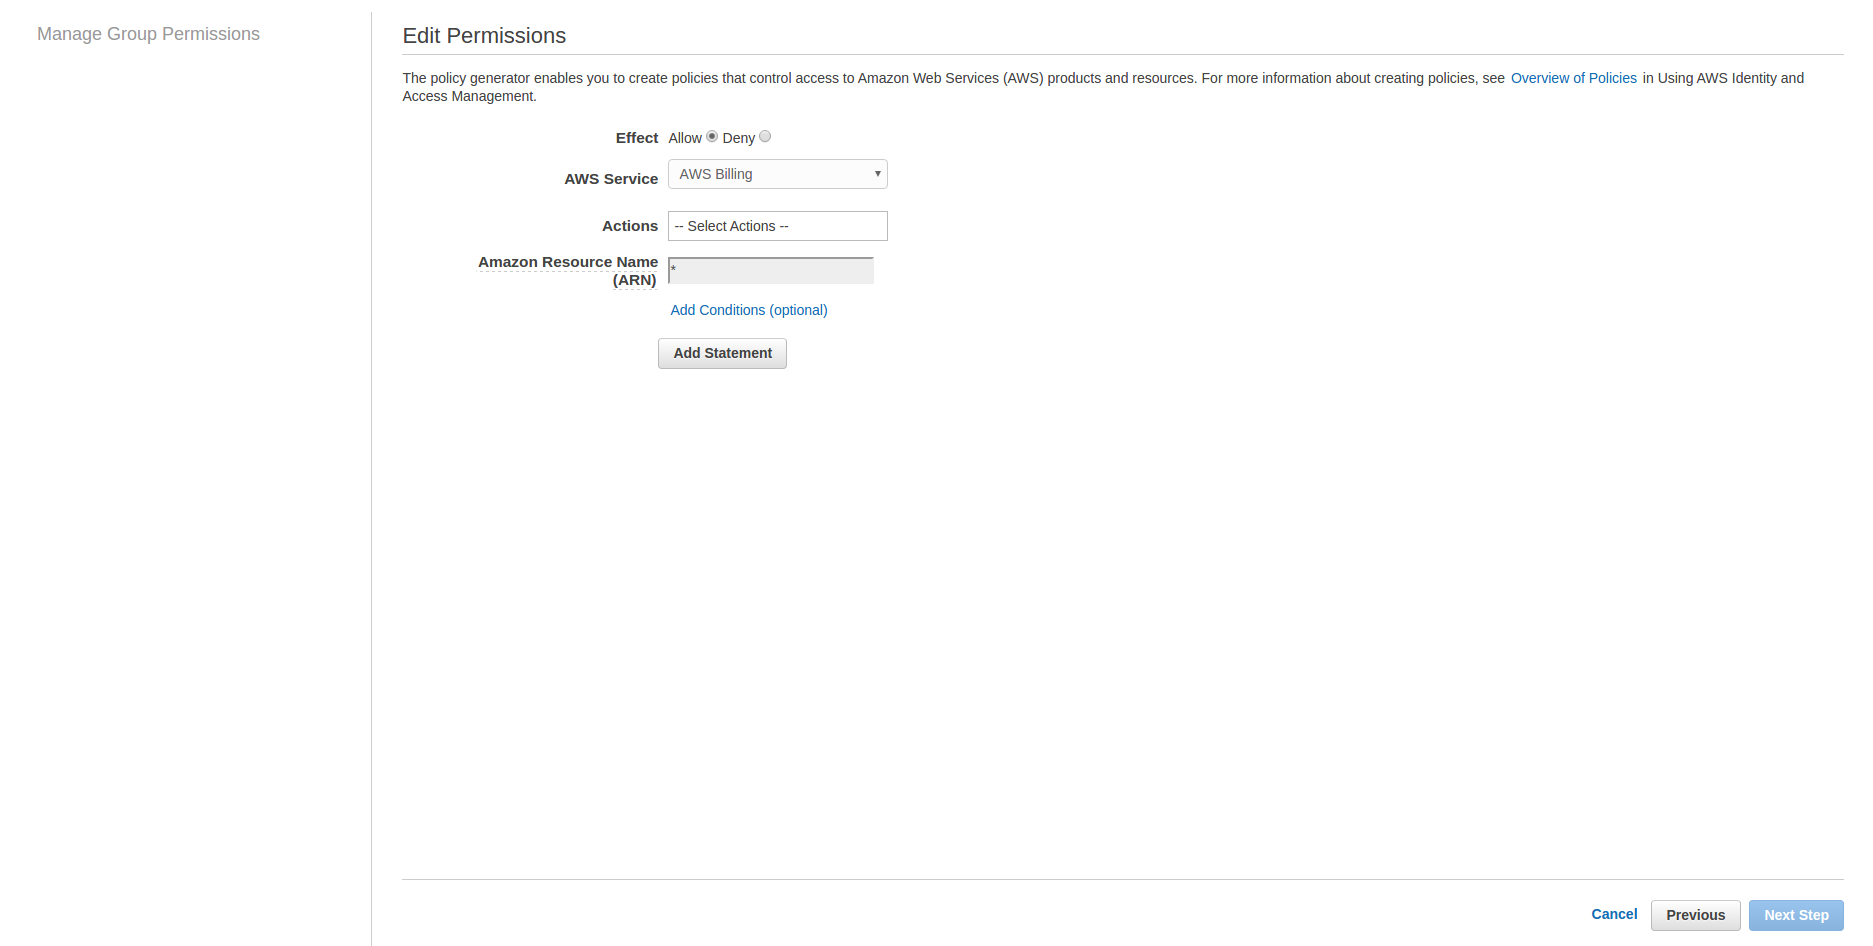 Manage Group Permissions
Edit Permissions
The policy generator enables you to create policies that control access to Amazon Web Services (AWS) products and resources. For more information about creating policies, see Overview of Policies in Using AWS Identity and
Access Management.
Effect Allow Deny
AWS Service AWS Billing
Actions -- Select Actions --
Amazon Resource Name
(ARN) *
Add Conditions (optional)
Add Statement
Cancel Previous Next Step